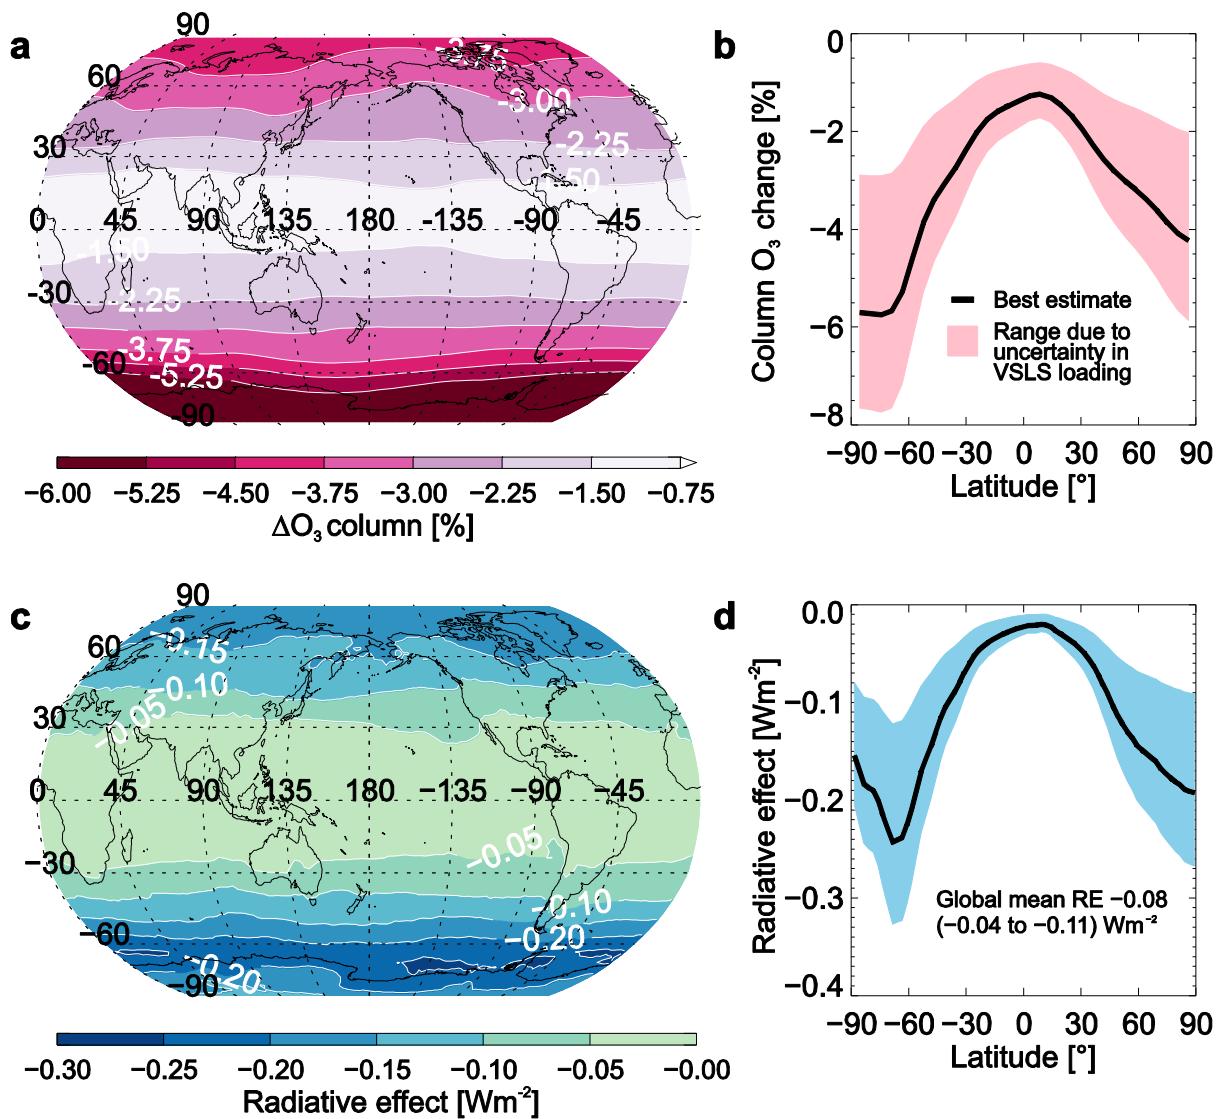 a
90
60
30
0 45 90 135 180 -135 -90 -45
-30
-60
-90
-3.75
-3.00
-2.25
-1.50
-2.25
-3.75
-5.25
−6.00 −5.25 −4.50 −3.75 −3.00 −2.25 −1.50 −0.75
ΔO₃ column [%]
b
0
−2
−4
−6
−8
Column O₃ change [%]
Best estimate
Range due to
uncertainty in
VSLS loading
−90 −60 −30 0 30 60 90
Latitude [°]
c
90
60
30
0 45 90 135 180 −135 −90 −45
−30
−60
−90
−0.15
−0.10
−0.05
−0.05
−0.10
−0.20
−0.20
−0.30 −0.25 −0.20 −0.15 −0.10 −0.05 −0.00
Radiative effect [Wm⁻²]
d
0.0
−0.1
−0.2
−0.3
−0.4
Radiative effect [Wm⁻²]
Global mean RE −0.08
(−0.04 to −0.11) Wm⁻²
−90 −60 −30 0 30 60 90
Latitude [°]